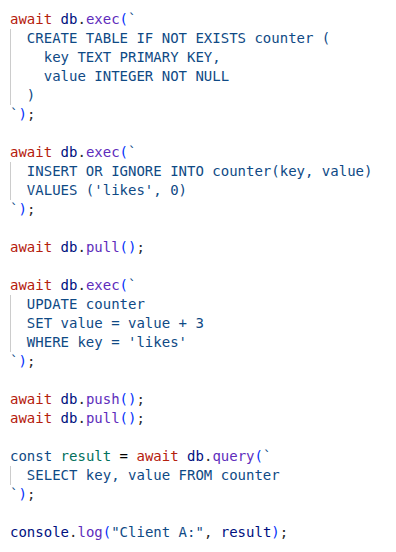 await db.exec(`
  CREATE TABLE IF NOT EXISTS counter (
    key TEXT PRIMARY KEY,
    value INTEGER NOT NULL
  )
`);

await db.exec(`
  INSERT OR IGNORE INTO counter(key, value)
  VALUES ('likes', 0)
`);

await db.pull();

await db.exec(`
  UPDATE counter
  SET value = value + 3
  WHERE key = 'likes'
`);

await db.push();
await db.pull();

const result = await db.query(`
  SELECT key, value FROM counter
`);

console.log("Client A:", result);